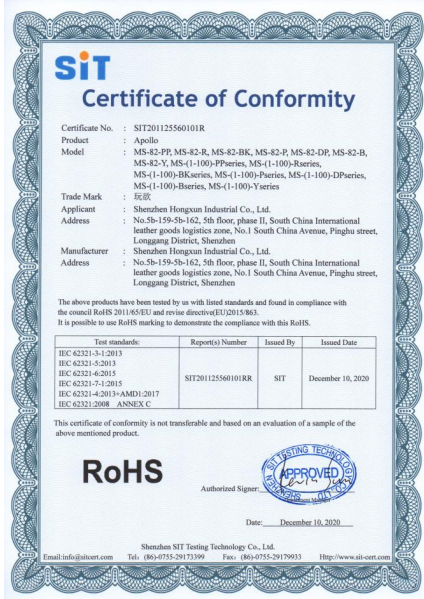 SiT
Certificate of Conformity
Certificate No. : SIT201125560101R
Product : Apollo
Model : MS-82-PP, MS-82-R, MS-82-BK, MS-82-P, MS-82-DP, MS-82-B,
MS-82-Y, MS-(1-100)-PPseries, MS-(1-100)-Rseries,
MS-(1-100)-BKseries, MS-(1-100)-Pseries, MS-(1-100)-DPseries,
MS-(1-100)-Bseries, MS-(1-100)-Yseries
Trade Mark : 玩欲
Applicant : Shenzhen Hongxun Industrial Co., Ltd.
Address : No.5b-159-5b-162, 5th floor, phase II, South China International
leather goods logistics zone, No.1 South China Avenue, Pinghu street,
Longgang District, Shenzhen
Manufacturer : Shenzhen Hongxun Industrial Co., Ltd.
Address : No.5b-159-5b-162, 5th floor, phase II, South China International
leather goods logistics zone, No.1 South China Avenue, Pinghu street,
Longgang District, Shenzhen
The above products have been tested by us with listed standards and found in compliance with
the council RoHS 2011/65/EU and revise directive(EU)2015/863.
It is possible to use RoHS marking to demonstrate the compliance with this RoHS.
Test standards: Report(s) Number Issued By Issued Date
IEC 62321-3-1:2013
IEC 62321-5:2013
IEC 62321-6:2015
IEC 62321-7-1:2015
IEC 62321-4:2013+AMD1:2017
IEC 62321:2008 ANNEX C
SIT201125560101RR SIT December 10, 2020
This certificate of conformity is not transferable and based on an evaluation of a sample of the
above mentioned product.
RoHS
SHENZHEN SIT TESTING TECHNOLOGY CO., LTD
APPROVED
Authorized Signer:
Date: December 10, 2020
Shenzhen SIT Testing Technology Co., Ltd.
Email:info@sitcert.com Tel: (86)-0755-29173399 Fax: (86)-0755-29179933 Http://www.sit-cert.com